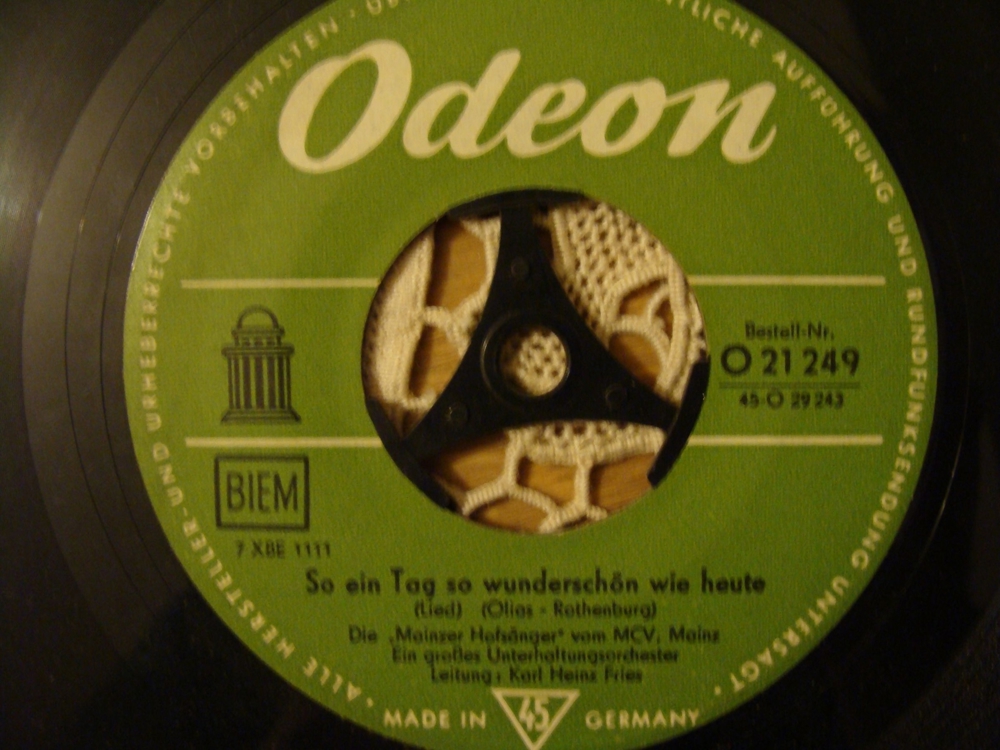 Odeon
ALLE HERSTELLER- UND URHEBERRECHTE VORBEHALTEN ·
AUFFÜHRUNG UND RUNDFUNKSENDUNG UNTERSAGT ·
Bestell-Nr.
O 21 249
45-O 29 243
BIEM
7 XBE 1111
So ein Tag so wunderschön wie heute
(Lied) (Olias - Rothenburg)
Die „Mainzer Hofsänger" vom MCV, Mainz
Ein großes Unterhaltungsorchester
Leitung: Karl Heinz Fries
MADE IN 45 GERMANY